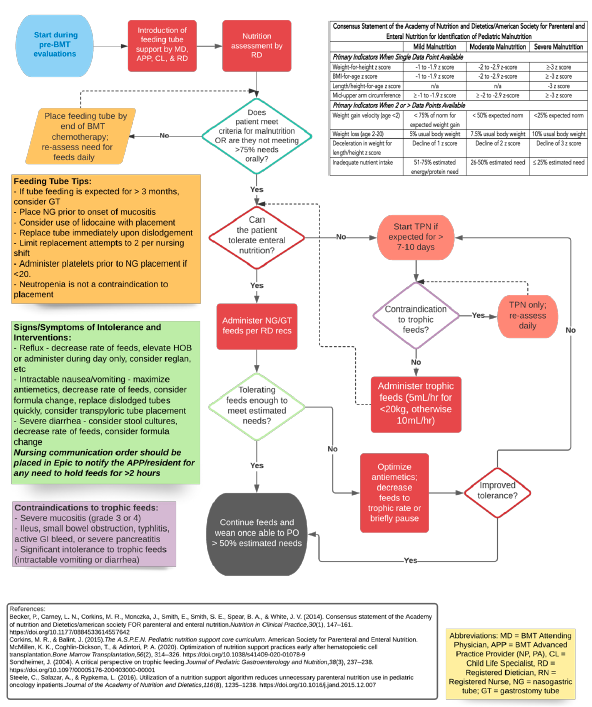 Start during
pre-BMT
evaluations
Introduction of
feeding tube
support by MD,
APP, CL, & RD
Nutrition
assessment by
RD
Consensus Statement of the Academy of Nutrition and Dietetics/American Society for Parenteral and
Enteral Nutrition for Identification of Pediatric Malnutrition
Mild Malnutrition Moderate Malnutrition Severe Malnutrition
Primary Indicators When Single Data Point Available
Weight-for-height z score -1 to -1.9 z score -2 to -2.9 z-score ≥-3 z score
BMI-for-age z score -1 to -1.9 z score -2 to -2.9 z-score ≥ -3 z score
Length/height-for-age z score n/a n/a -3 z score
Mid-upper arm circumference ≥ -1 to -1.9 z score ≥ -2 to -2.9 z-score ≥ -3 z score
Primary Indicators When 2 or > Data Points Available
Weight gain velocity (age <2) < 75% of norm for
expected weight gain < 50% expected norm <25% expected norm
Weight loss (age 2-20) 5% usual body weight 7.5% usual body weight 10% usual body weight
Deceleration in weight for
length/height z score Decline of 1 z score Decline of 2 z score Decline of 3 z score
Inadequate nutrient intake 51-75% estimated
energy/protein need 26-50% estimated need ≤ 25% estimated need
Place feeding tube by
end of BMT
chemotherapy;
re-assess need for
feeds daily
No
Does
patient meet
criteria for malnutrition
OR are they not meeting
>75% needs
orally?
Yes
Feeding Tube Tips:
- If tube feeding is expected for > 3 months,
consider GT
- Place NG prior to onset of mucositis
- Consider use of lidocaine with placement
- Replace tube immediately upon dislodgement
- Limit replacement attempts to 2 per nursing
shift
- Administer platelets prior to NG placement if
<20.
- Neutropenia is not a contraindication to
placement
Can
the patient
tolerate enteral
nutrition?
No
Start TPN if
expected for >
7-10 days
Yes
Contraindication
to trophic
feeds?
Yes
TPN only;
re-assess
daily
No
No
Administer NG/GT
feeds per RD recs
Administer trophic
feeds (5mL/hr for
<20kg, otherwise
10mL/hr)
Signs/Symptoms of Intolerance and
Interventions:
- Reflux - decrease rate of feeds, elevate HOB
or administer during day only, consider reglan,
etc
- Intractable nausea/vomiting - maximize
antiemetics, decrease rate of feeds, consider
formula change, replace dislodged tubes
quickly, consider transpyloric tube placement
- Severe diarrhea - consider stool cultures,
decrease rate of feeds, consider formula
change
Nursing communication order should be
placed in Epic to notify the APP/resident for
any need to hold feeds for >2 hours
Tolerating
feeds enough to
meet estimated
needs?
No
Yes
Optimize
antiemetics;
decrease
feeds to
trophic rate or
briefly pause
Improved
tolerance?
Yes
Continue feeds and
wean once able to PO
> 50% estimated needs
Contraindications to trophic feeds:
- Severe mucositis (grade 3 or 4)
- Ileus, small bowel obstruction, typhlitis,
active GI bleed, or severe pancreatitis
- Significant intolerance to trophic feeds
(intractable vomiting or diarrhea)
References:
Becker, P., Carney, L. N., Corkins, M. R., Monczka, J., Smith, E., Smith, S. E., Spear, B. A., & White, J. V. (2014). Consensus statement of the Academy
of nutrition and Dietetics/american society FOR parenteral and enteral nutrition.Nutrition in Clinical Practice,30(1), 147–161.
https://doi.org/10.1177/0884533614557642
Corkins, M. R., & Balint, J. (2015).The A.S.P.E.N. Pediatric nutrition support core curriculum. American Society for Parenteral and Enteral Nutrition.
McMillen, K. K., Coghlin-Dickson, T., & Adintori, P. A. (2020). Optimization of nutrition support practices early after hematopoietic cell
transplantation.Bone Marrow Transplantation,56(2), 314–326. https://doi.org/10.1038/s41409-020-01078-9
Sondheimer, J. (2004). A critical perspective on trophic feeding.Journal of Pediatric Gastroenterology and Nutrition,38(3), 237–238.
https://doi.org/10.1097/00005176-200403000-00001
Steele, C., Salazar, A., & Rypkema, L. (2016). Utilization of a nutrition support algorithm reduces unnecessary parenteral nutrition use in pediatric
oncology inpatients.Journal of the Academy of Nutrition and Dietetics,116(8), 1235–1238. https://doi.org/10.1016/j.jand.2015.12.007
Abbreviations: MD = BMT Attending
Physician, APP = BMT Advanced
Practice Provider (NP, PA). CL =
Child Life Specialist, RD =
Registered Dietician, RN =
Registered Nurse, NG = nasogastric
tube; GT = gastrostomy tube